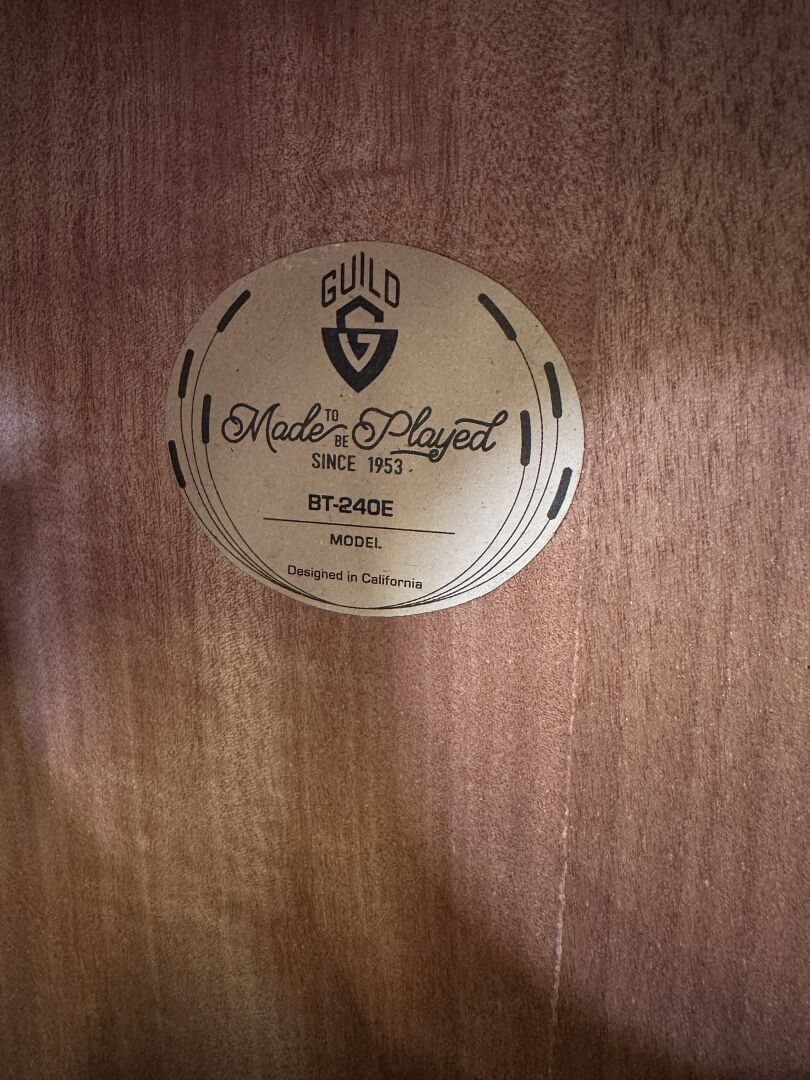 GUILD
G
Made TO BE Played
SINCE 1953
BT-240E
MODEL
Designed in California